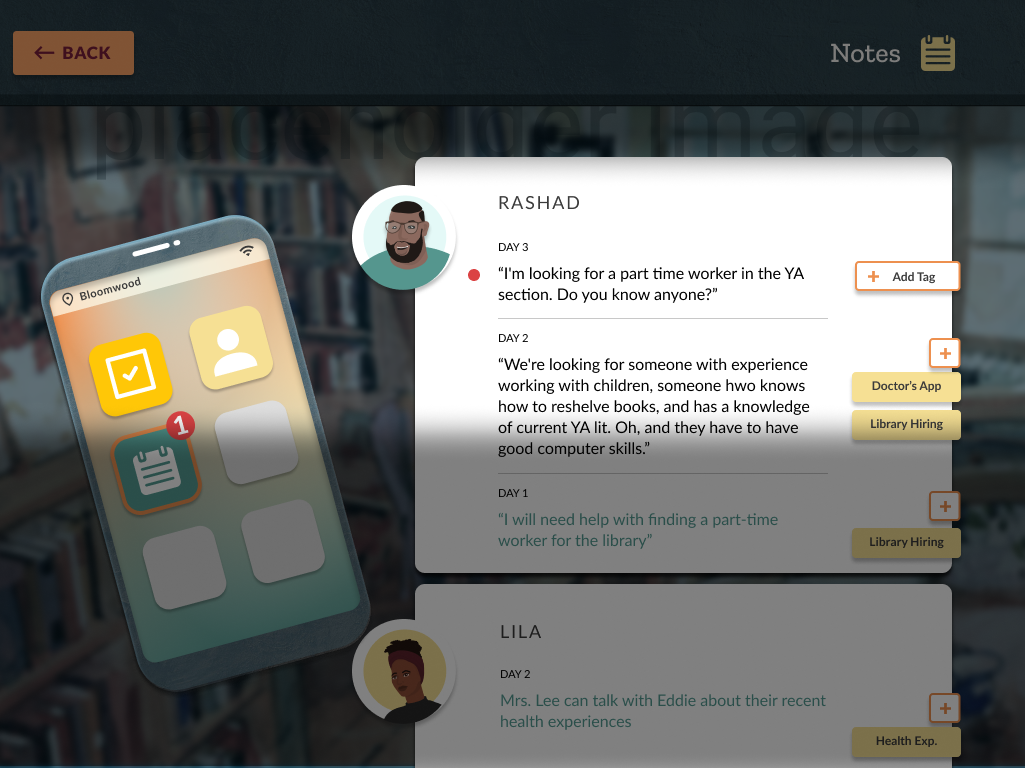 ← BACK
Notes
placeholder image
Bloomwood
1
RASHAD
DAY 3
“I'm looking for a part time worker in the YA
section. Do you know anyone?”
+ Add Tag
DAY 2
“We're looking for someone with experience
working with children, someone hwo knows
how to reshelve books, and has a knowledge
of current YA lit. Oh, and they have to have
good computer skills.”
+
Doctor's App
Library Hiring
DAY 1
“I will need help with finding a part-time
worker for the library”
+
Library Hiring
LILA
DAY 2
Mrs. Lee can talk with Eddie about their recent
health experiences
+
Health Exp.